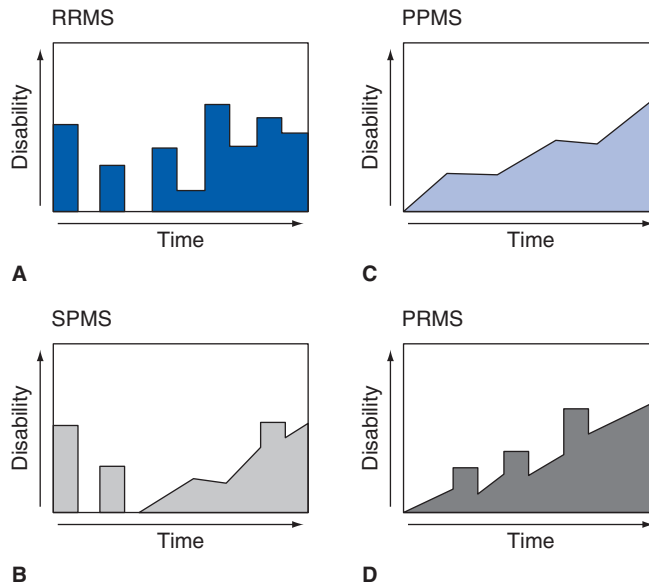 RRMS
Disability
Time
A
PPMS
Disability
Time
C
SPMS
Disability
Time
B
PRMS
Disability
Time
D